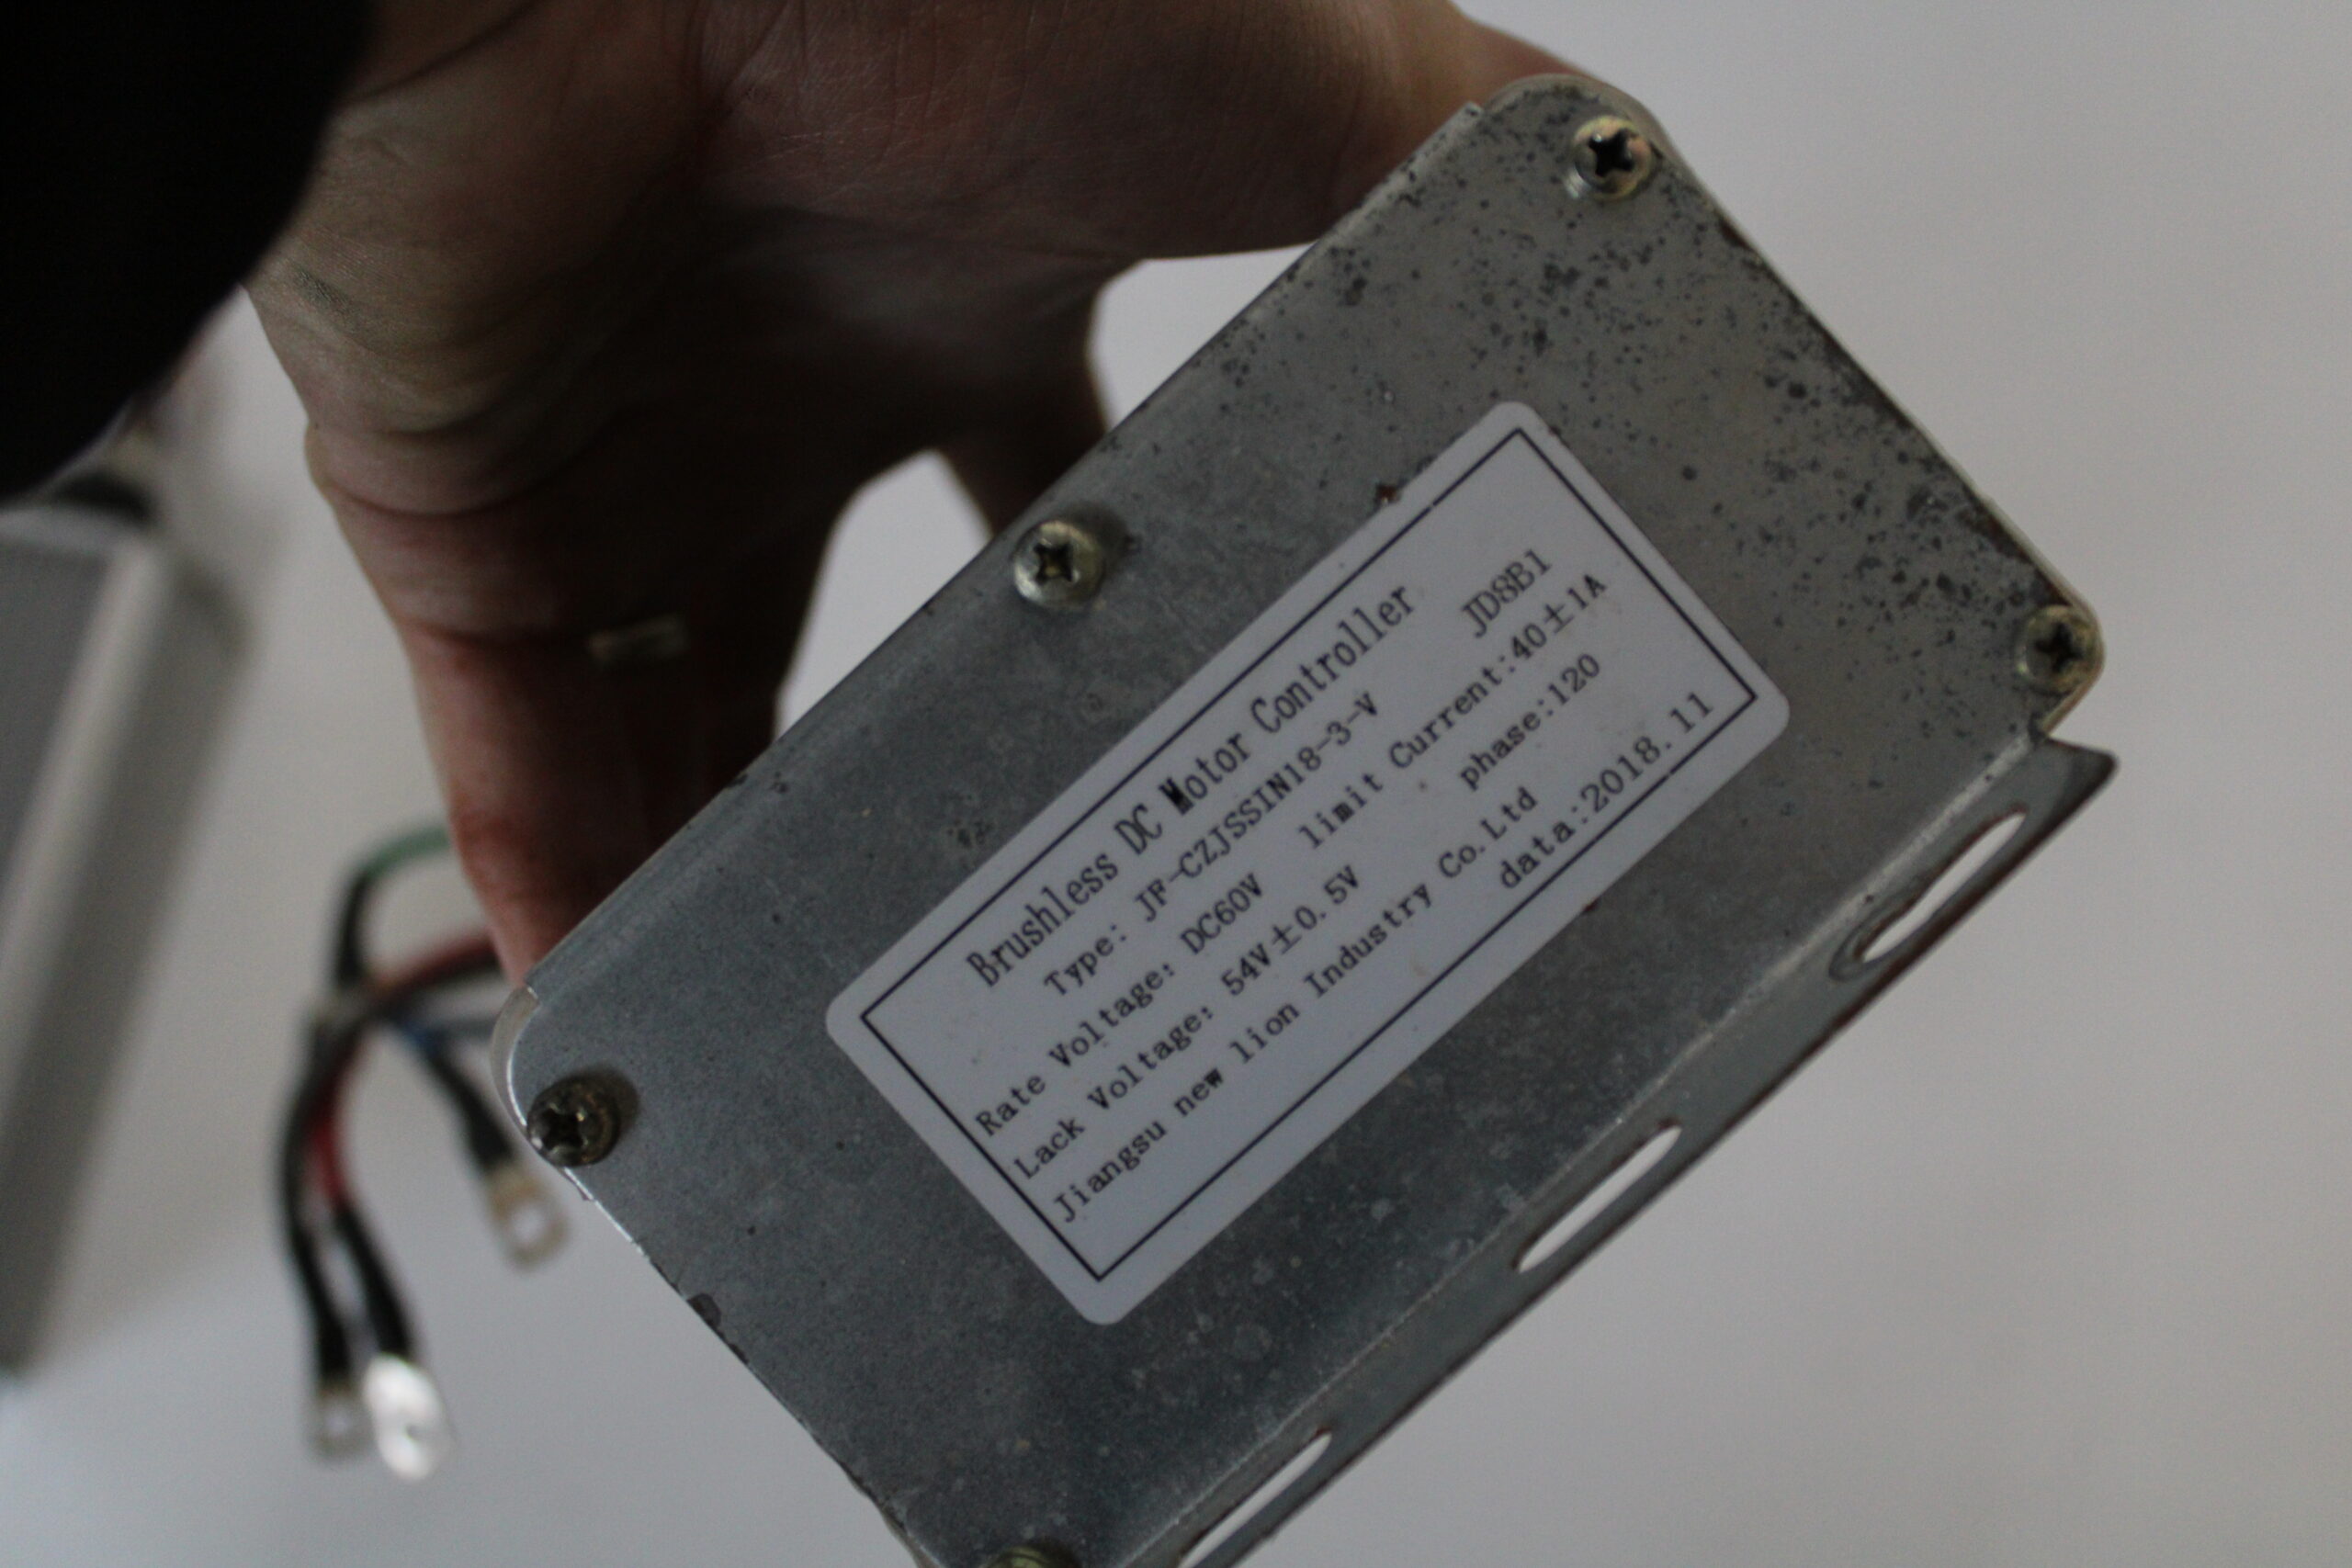 Brushless DC Motor Controller
Type: JF-CZJSSIN18-3-V JD8B1
Rate Voltage: DC60V limit Current:40±1A
Lack Voltage: 54V±0.5V phase:120
Jiangsu new lion Industry Co.Ltd
data:2018.11